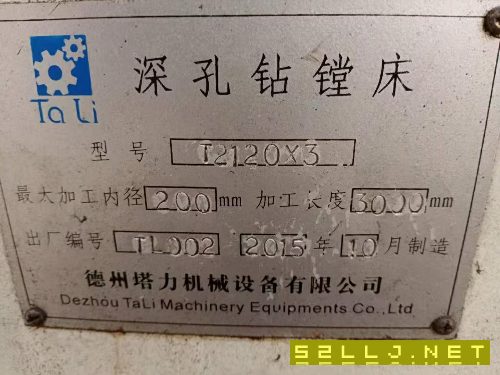 深孔钻镗床
Ta Li
型号 T2120X3
最大加工内径 200 mm 加工长度 3000 mm
出厂编号 TL002 2015 年 10 月制造
德州塔力机械设备有限公司
Dezhou TaLi Machinery Equipments Co.,Ltd
52LLJ.NET